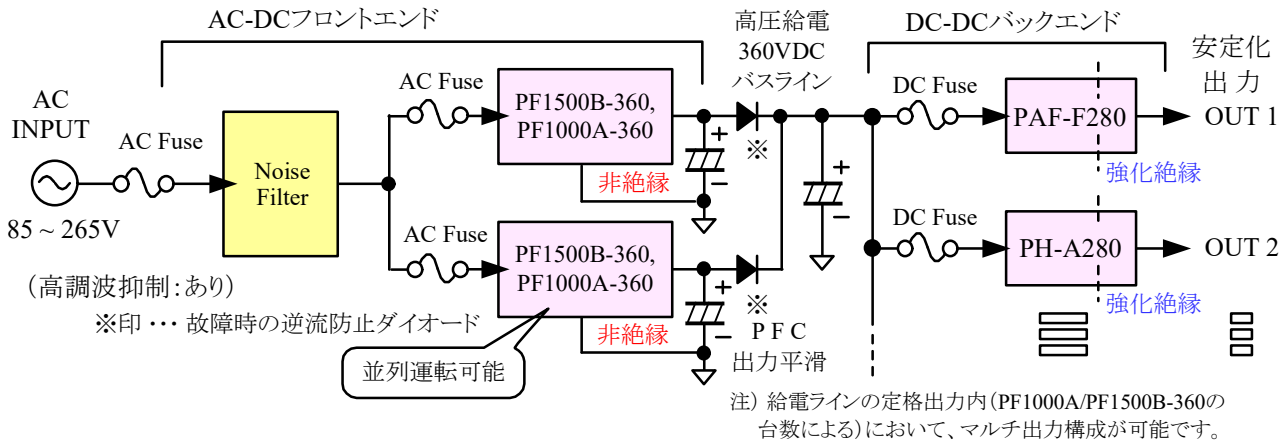 AC-DCフロントエンド
高圧給電
360VDC
バスライン
DC-DCバックエンド
安定化
出 力
AC
INPUT
AC Fuse
85 ~ 265V
Noise
Filter
AC Fuse
PF1500B-360,
PF1000A-360
非絶縁
+
−
※
AC Fuse
PF1500B-360,
PF1000A-360
非絶縁
+
−
※
P F C
出力平滑
+
−
DC Fuse
PAF-F280
強化絶縁
OUT 1
DC Fuse
PH-A280
強化絶縁
OUT 2
(高調波抑制:あり)
※印 ・・・ 故障時の逆流防止ダイオード
並列運転可能
注) 給電ラインの定格出力内(PF1000A/PF1500B-360の
台数による)において、マルチ出力構成が可能です。